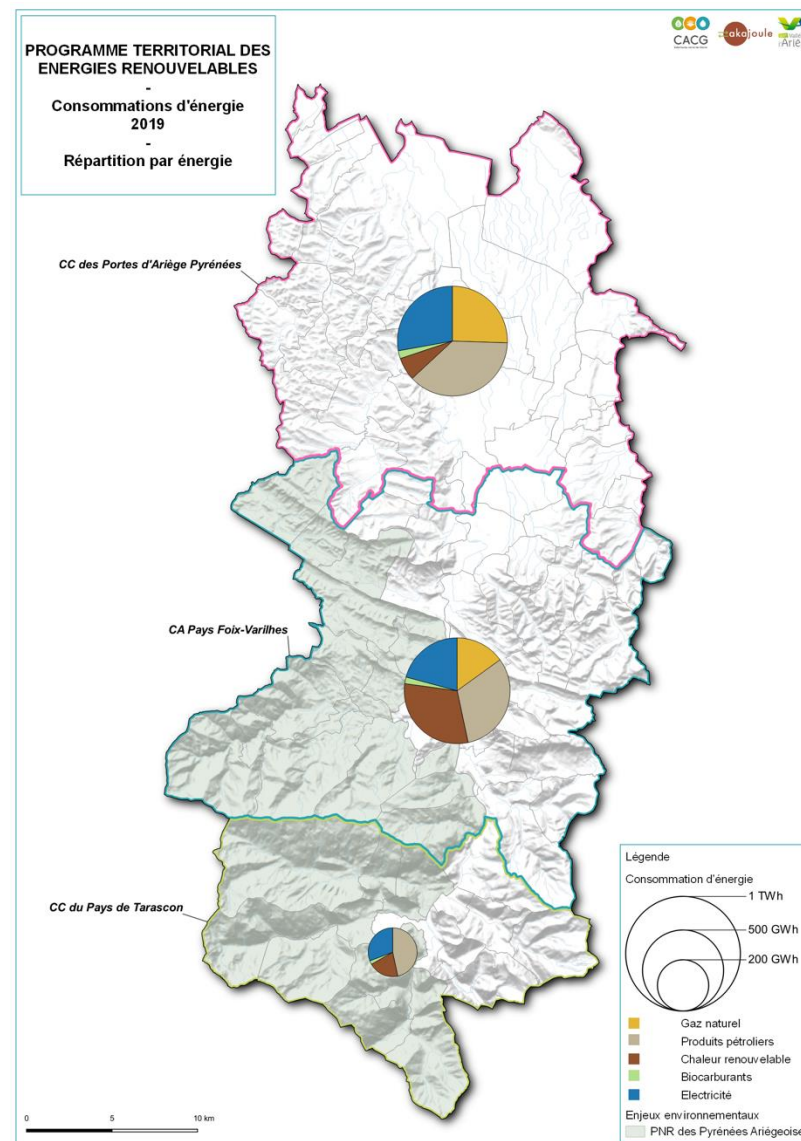 PROGRAMME TERRITORIAL DES
ENERGIES RENOUVELABLES
-
Consommations d'énergie
2019
-
Répartition par énergie
CACG
akajoule
CC des Portes d'Ariège Pyrénées
CA Pays Foix-Varilhes
CC du Pays de Tarascon
Légende
Consommation d'énergie
1 TWh
500 GWh
200 GWh
Gaz naturel
Produits pétroliers
Chaleur renouvelable
Biocarburants
Electricité
Enjeux environnementaux
PNR des Pyrénées Ariégeoise
0 5 10 km